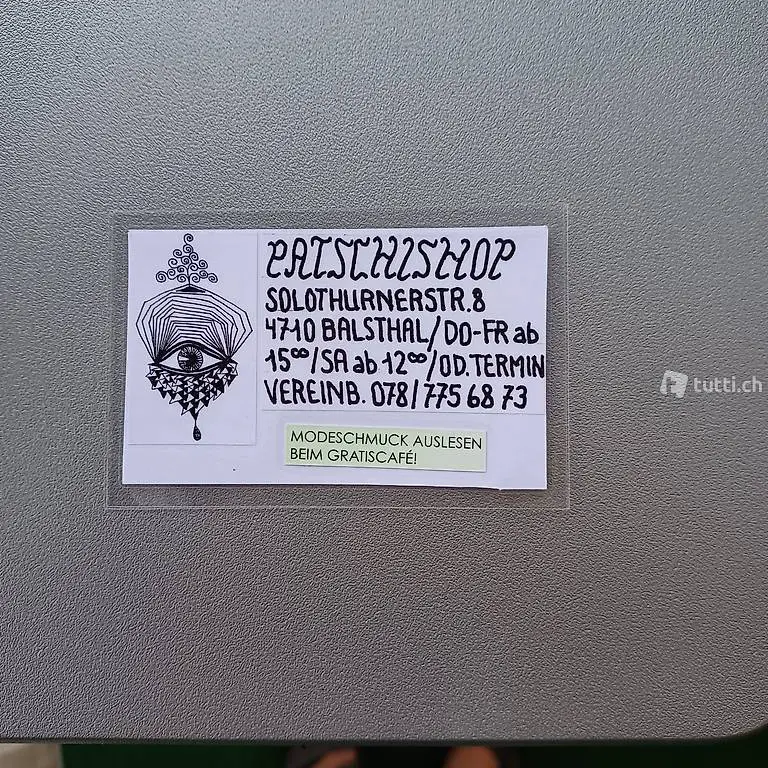 PATSCHISHOP
SOLOTHURNERSTR.8
4710 BALSTHAL/DO-FR ab
15⁰⁰/SA ab 12⁰⁰/OD.TERMIN
VEREINB. 078/775 68 73
MODESCHMUCK AUSLESEN
BEIM GRATISCAFÉ!
tutti.ch